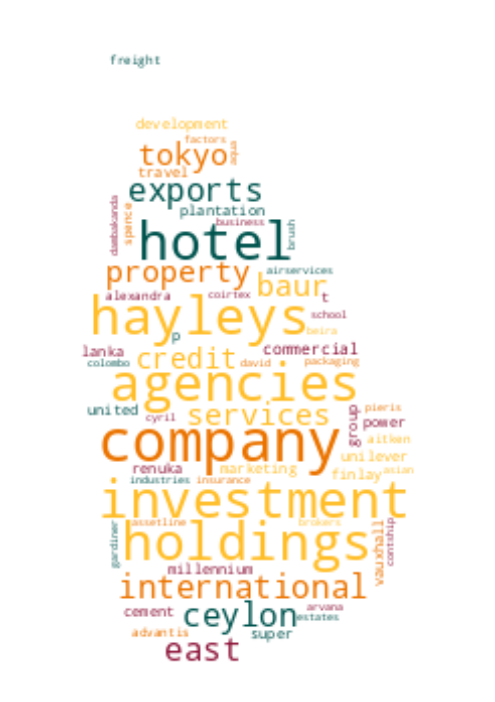 freight
development
factors
tokyo
aqua
travel
exports
dambakanda
spence
plantation
business
hotel
brush
property
airservices
baur
alexandra
coirtex
t
hayleys
school
beira
p
lanka
credit
commercial
colombo
david
packaging
agencies
united
cyril
services
group
pieris
power
company
aitken
unilever
renuka
marketing
finlay
asian
industries
insurance
investment
gardiner
assetline
brokers
holdings
vauxhall
contship
millennium
international
cement
ceylon
arvana
estates
advantis
super
east